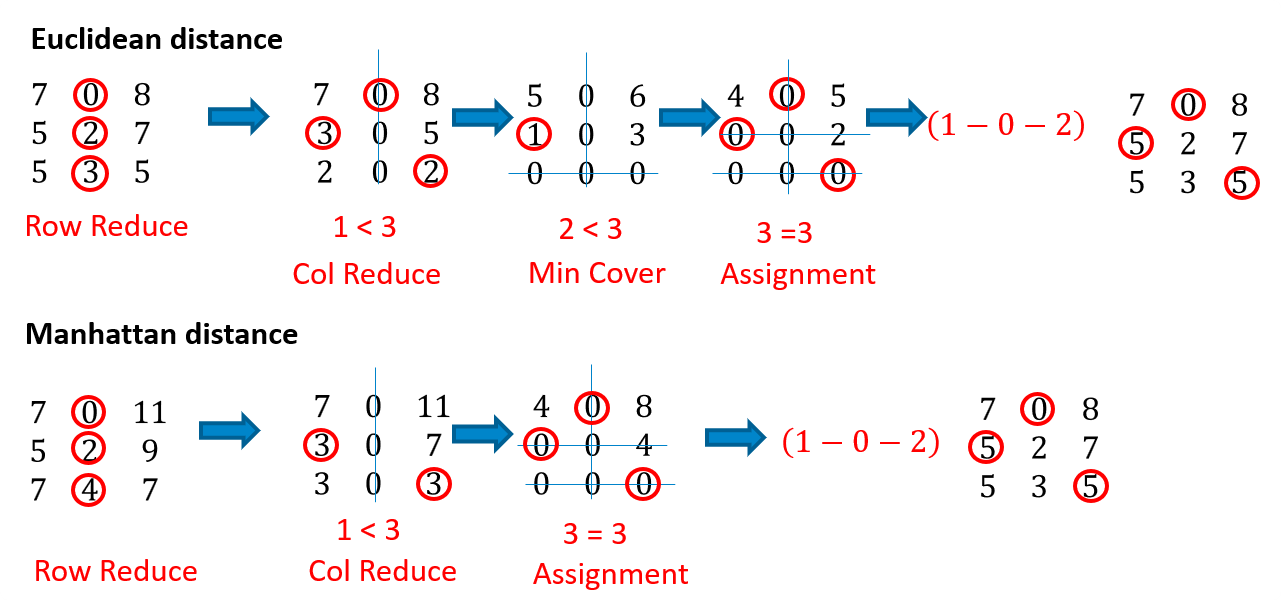 Euclidean distance
7 0 8 7 0 8 5 0 6 4 0 5 7 0 8
5 2 7 3 0 5 1 0 3 0 0 2 (1 − 0 − 2) 5 2 7
5 3 5 2 0 2 0 0 0 0 0 0 5 3 5
Row Reduce 1 < 3 2 < 3 3 =3
Col Reduce Min Cover Assignment
Manhattan distance
7 0 11 7 0 11 4 0 8 7 0 8
5 2 9 3 0 7 0 0 4 (1 − 0 − 2) 5 2 7
7 4 7 3 0 3 0 0 0 5 3 5
1 < 3 3 = 3
Row Reduce Col Reduce Assignment